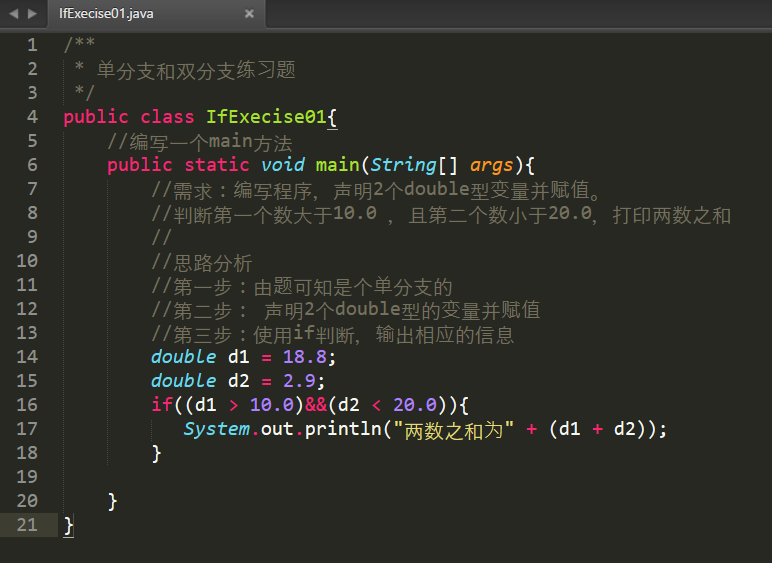 IfExecise01.java
1 /**
2  * 单分支和双分支练习题
3  */
4 public class IfExecise01{
5     //编写一个main方法
6     public static void main(String[] args){
7         //需求：编写程序，声明2个double型变量并赋值。
8         //判断第一个数大于10.0 ，且第二个数小于20.0，打印两数之和
9         //
10         //思路分析
11         //第一步：由题可知是个单分支的
12         //第二步： 声明2个double型的变量并赋值
13         //第三步：使用if判断，输出相应的信息
14         double d1 = 18.8;
15         double d2 = 2.9;
16         if((d1 > 10.0)&&(d2 < 20.0)){
17            System.out.println("两数之和为" + (d1 + d2));
18         }
19
20     }
21 }